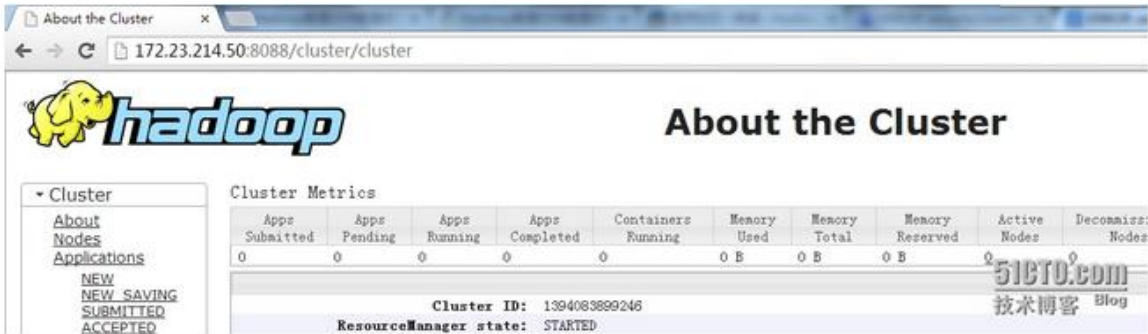 About the Cluster
172.23.214.50:8088/cluster/cluster
hadoop
About the Cluster
Cluster
About
Nodes
Applications
NEW
NEW_SAVING
SUBMITTED
ACCEPTED
Cluster Metrics
Apps Submitted Apps Pending Apps Running Apps Completed Containers Running Memory Used Memory Total Memory Reserved Active Nodes Decommiss Nodes
0 0 0 0 0 0 B 0 B 0 B 0 0
Cluster ID: 1394083899246
ResourceManager state: STARTED
51CTO.com
技术博客 Blog